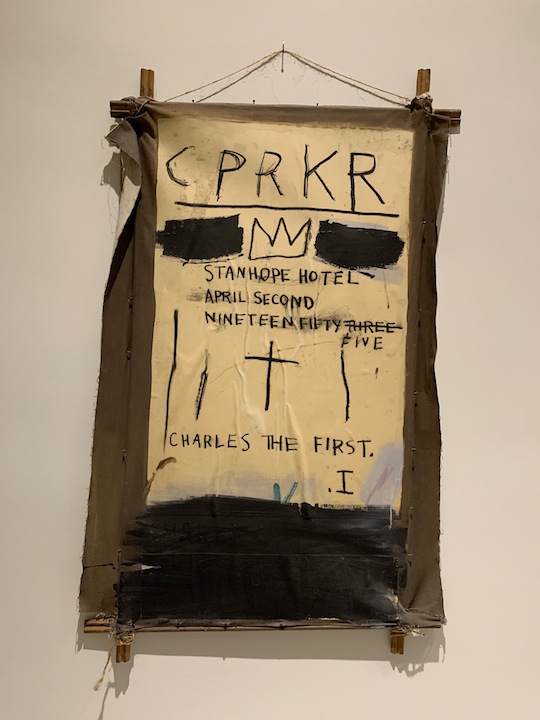 CPRKR
STANHOPE HOTEL
APRIL SECOND
NINETEEN FIFTY THREE
FIVE
CHARLES THE FIRST.
.I